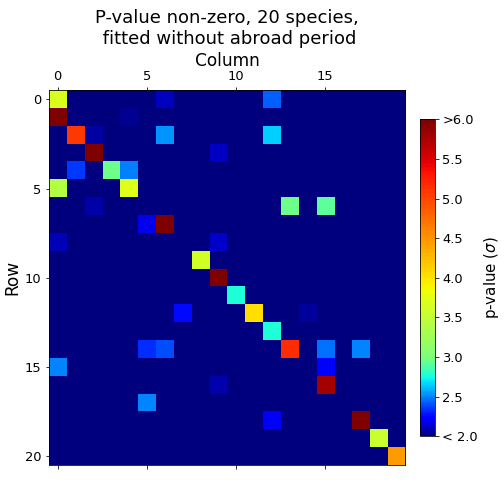 P-value non-zero, 20 species,
fitted without abroad period
Column
0 5 10 15
0
5
10
15
20
Row
>6.0
5.5
5.0
4.5
4.0
3.5
3.0
2.5
< 2.0
p-value (σ)